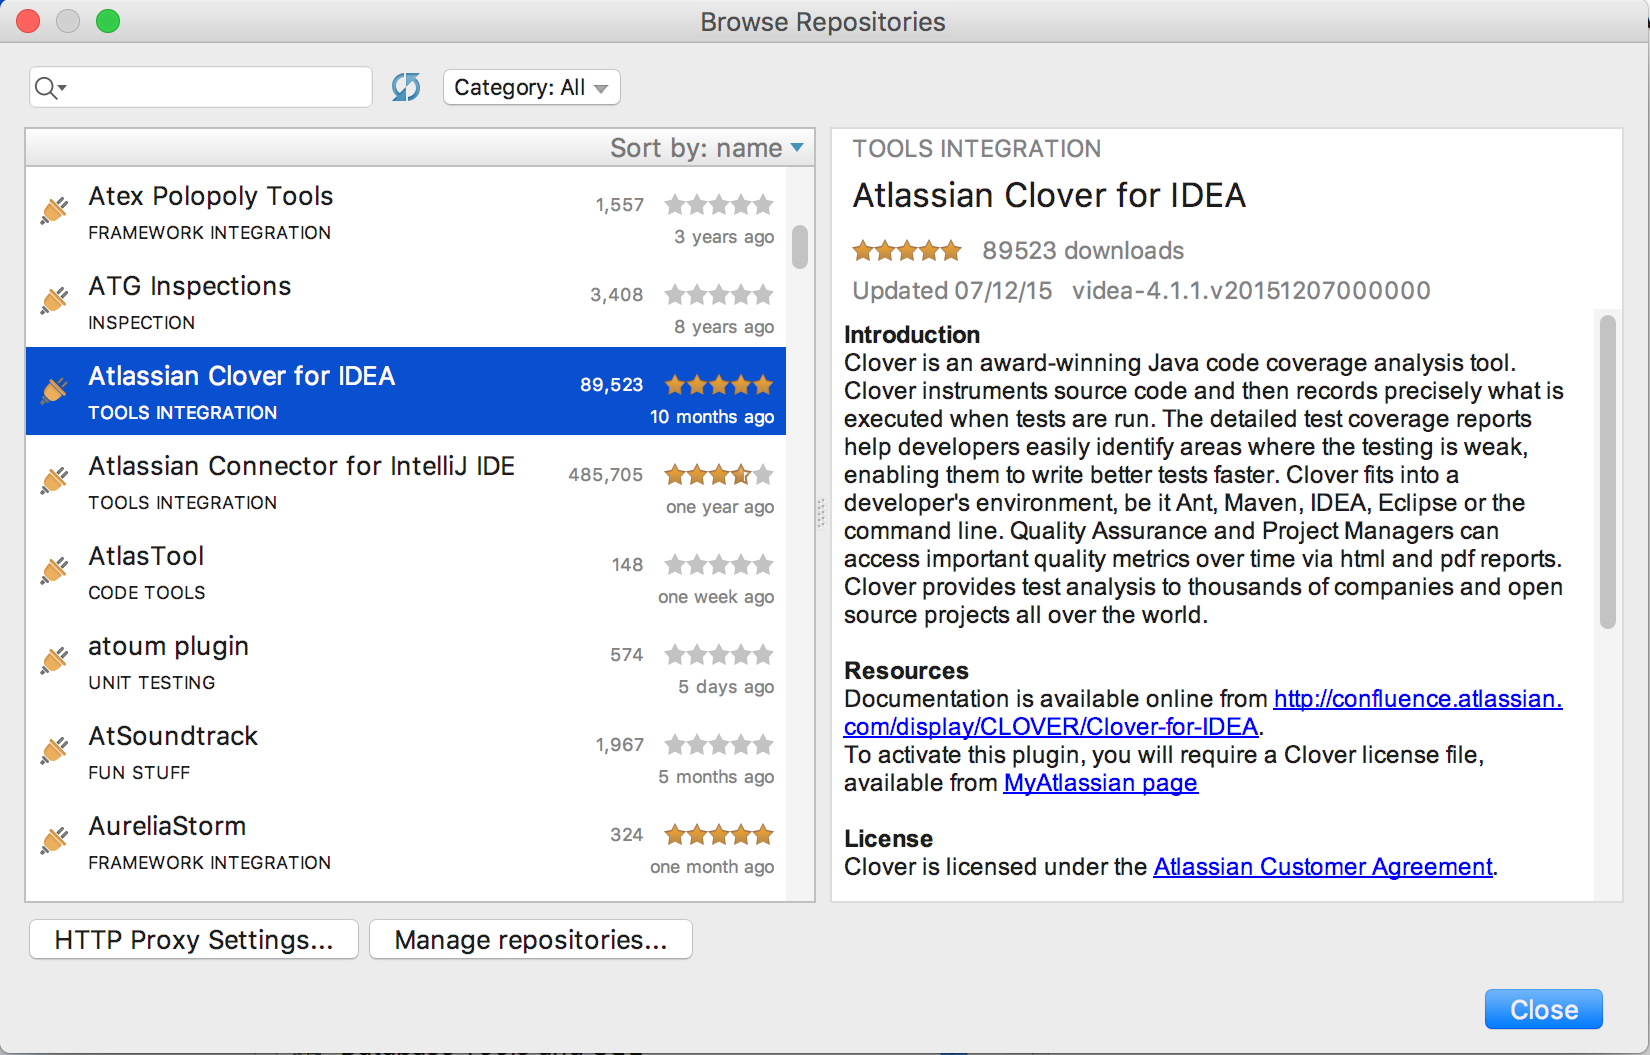 Browse Repositories
Category: All
Sort by: name
Atex Polopoly Tools
1,557
FRAMEWORK INTEGRATION
3 years ago
ATG Inspections
3,408
INSPECTION
8 years ago
Atlassian Clover for IDEA
89,523
TOOLS INTEGRATION
10 months ago
Atlassian Connector for IntelliJ IDE
485,705
TOOLS INTEGRATION
one year ago
AtlasTool
148
CODE TOOLS
one week ago
atoum plugin
574
UNIT TESTING
5 days ago
AtSoundtrack
1,967
FUN STUFF
5 months ago
AureliaStorm
324
FRAMEWORK INTEGRATION
one month ago
TOOLS INTEGRATION
Atlassian Clover for IDEA
89523 downloads
Updated 07/12/15 videa-4.1.1.v20151207000000
Introduction
Clover is an award-winning Java code coverage analysis tool.
Clover instruments source code and then records precisely what is
executed when tests are run. The detailed test coverage reports
help developers easily identify areas where the testing is weak,
enabling them to write better tests faster. Clover fits into a
developer's environment, be it Ant, Maven, IDEA, Eclipse or the
command line. Quality Assurance and Project Managers can
access important quality metrics over time via html and pdf reports.
Clover provides test analysis to thousands of companies and open
source projects all over the world.
Resources
Documentation is available online from http://confluence.atlassian.
com/display/CLOVER/Clover-for-IDEA.
To activate this plugin, you will require a Clover license file,
available from MyAtlassian page
License
Clover is licensed under the Atlassian Customer Agreement.
HTTP Proxy Settings...
Manage repositories...
Close